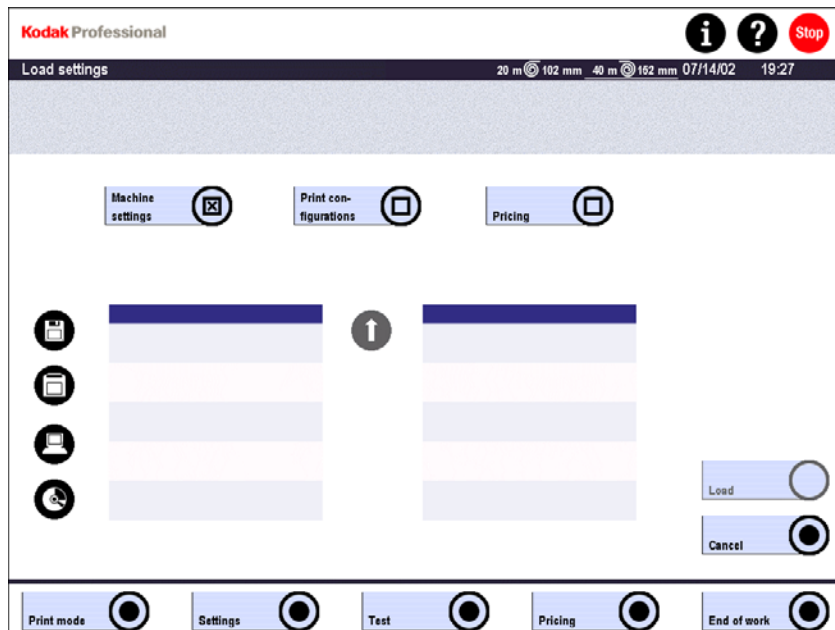 Kodak Professional
i ? Stop
Load settings 20 m 102 mm 40 m 152 mm 07/14/02 19:27
Machine
settings
Print con-
figurations
Pricing
Load
Cancel
Print mode Settings Test Pricing End of work